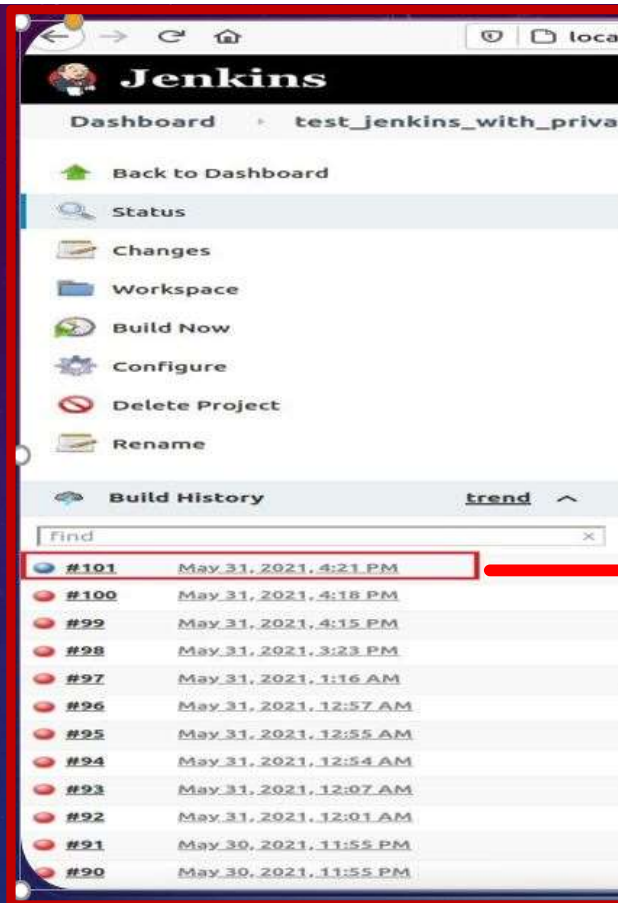 loca
Jenkins
Dashboard test_jenkins_with_priva
Back to Dashboard
Status
Changes
Workspace
Build Now
Configure
Delete Project
Rename
Build History trend
find
#101 May 31, 2021, 4:21 PM
#100 May 31, 2021, 4:18 PM
#99 May 31, 2021, 4:15 PM
#98 May 31, 2021, 3:23 PM
#97 May 31, 2021, 1:16 AM
#96 May 31, 2021, 12:57 AM
#95 May 31, 2021, 12:55 AM
#94 May 31, 2021, 12:54 AM
#93 May 31, 2021, 12:07 AM
#92 May 31, 2021, 12:01 AM
#91 May 30, 2021, 11:55 PM
#90 May 30, 2021, 11:55 PM